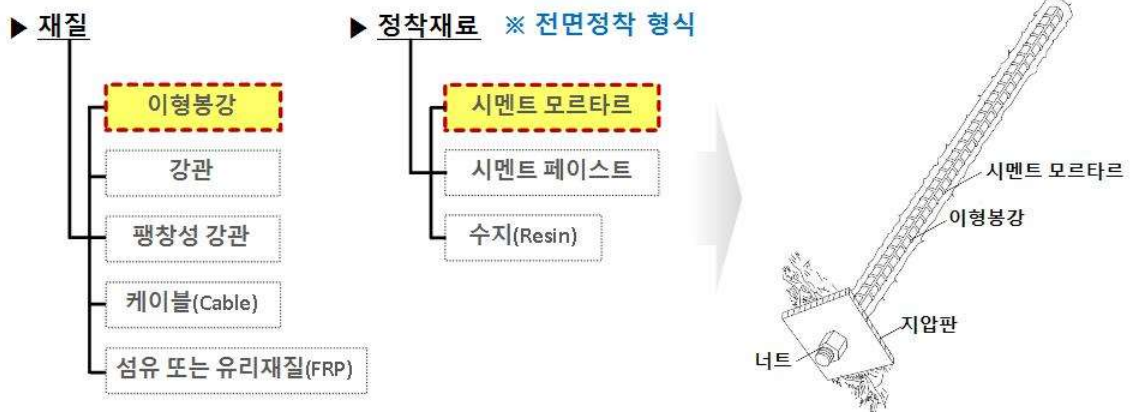 ▶ 재질
이형봉강
강관
팽창성 강관
케이블(Cable)
섬유 또는 유리재질(FRP)
▶ 정착재료 ※ 전면정착 형식
시멘트 모르타르
시멘트 페이스트
수지(Resin)
시멘트 모르타르
이형봉강
지압판
너트